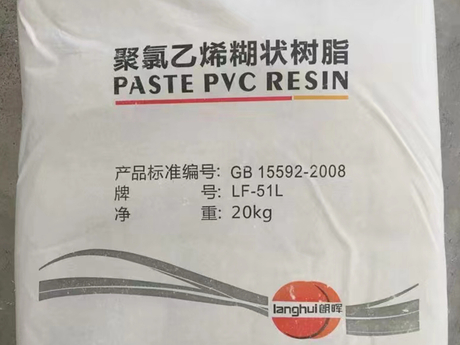 聚氯乙烯糊状树脂
PASTE PVC RESIN
产品标准编号: GB 15592-2008
牌 号: LF-51L
净 重: 20kg
langhui 朗晖